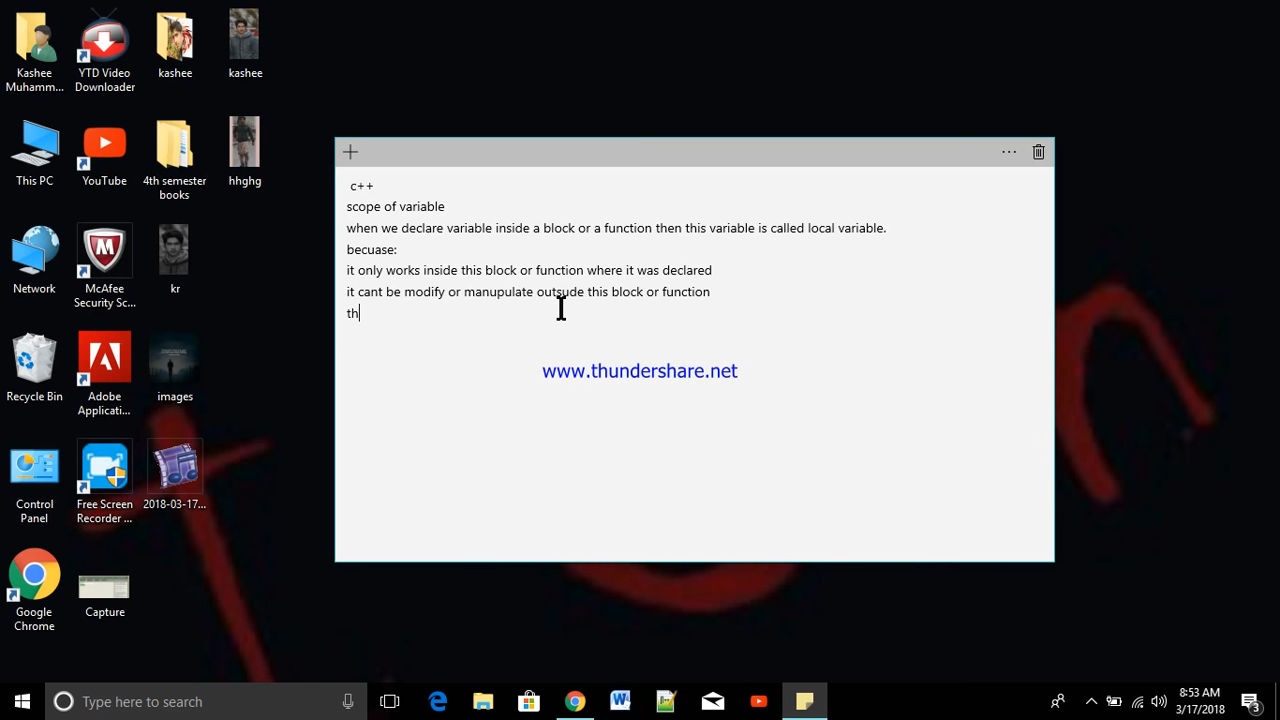 Kashee
Muhamm...
YTD Video
Downloader
kashee
kashee
This PC
YouTube
4th semester
books
hhghg
Network
McAfee
Security Sc...
kr
Recycle Bin
Adobe
Applicati...
images
Control
Panel
Free Screen
Recorder ...
2018-03-17...
Google
Chrome
Capture
c++
scope of variable
when we declare variable inside a block or a function then this variable is called local variable.
becuase:
it only works inside this block or function where it was declared
it cant be modify or manupulate outsude this block or function
th
www.thundershare.net
Type here to search
8:53 AM
3/17/2018
3